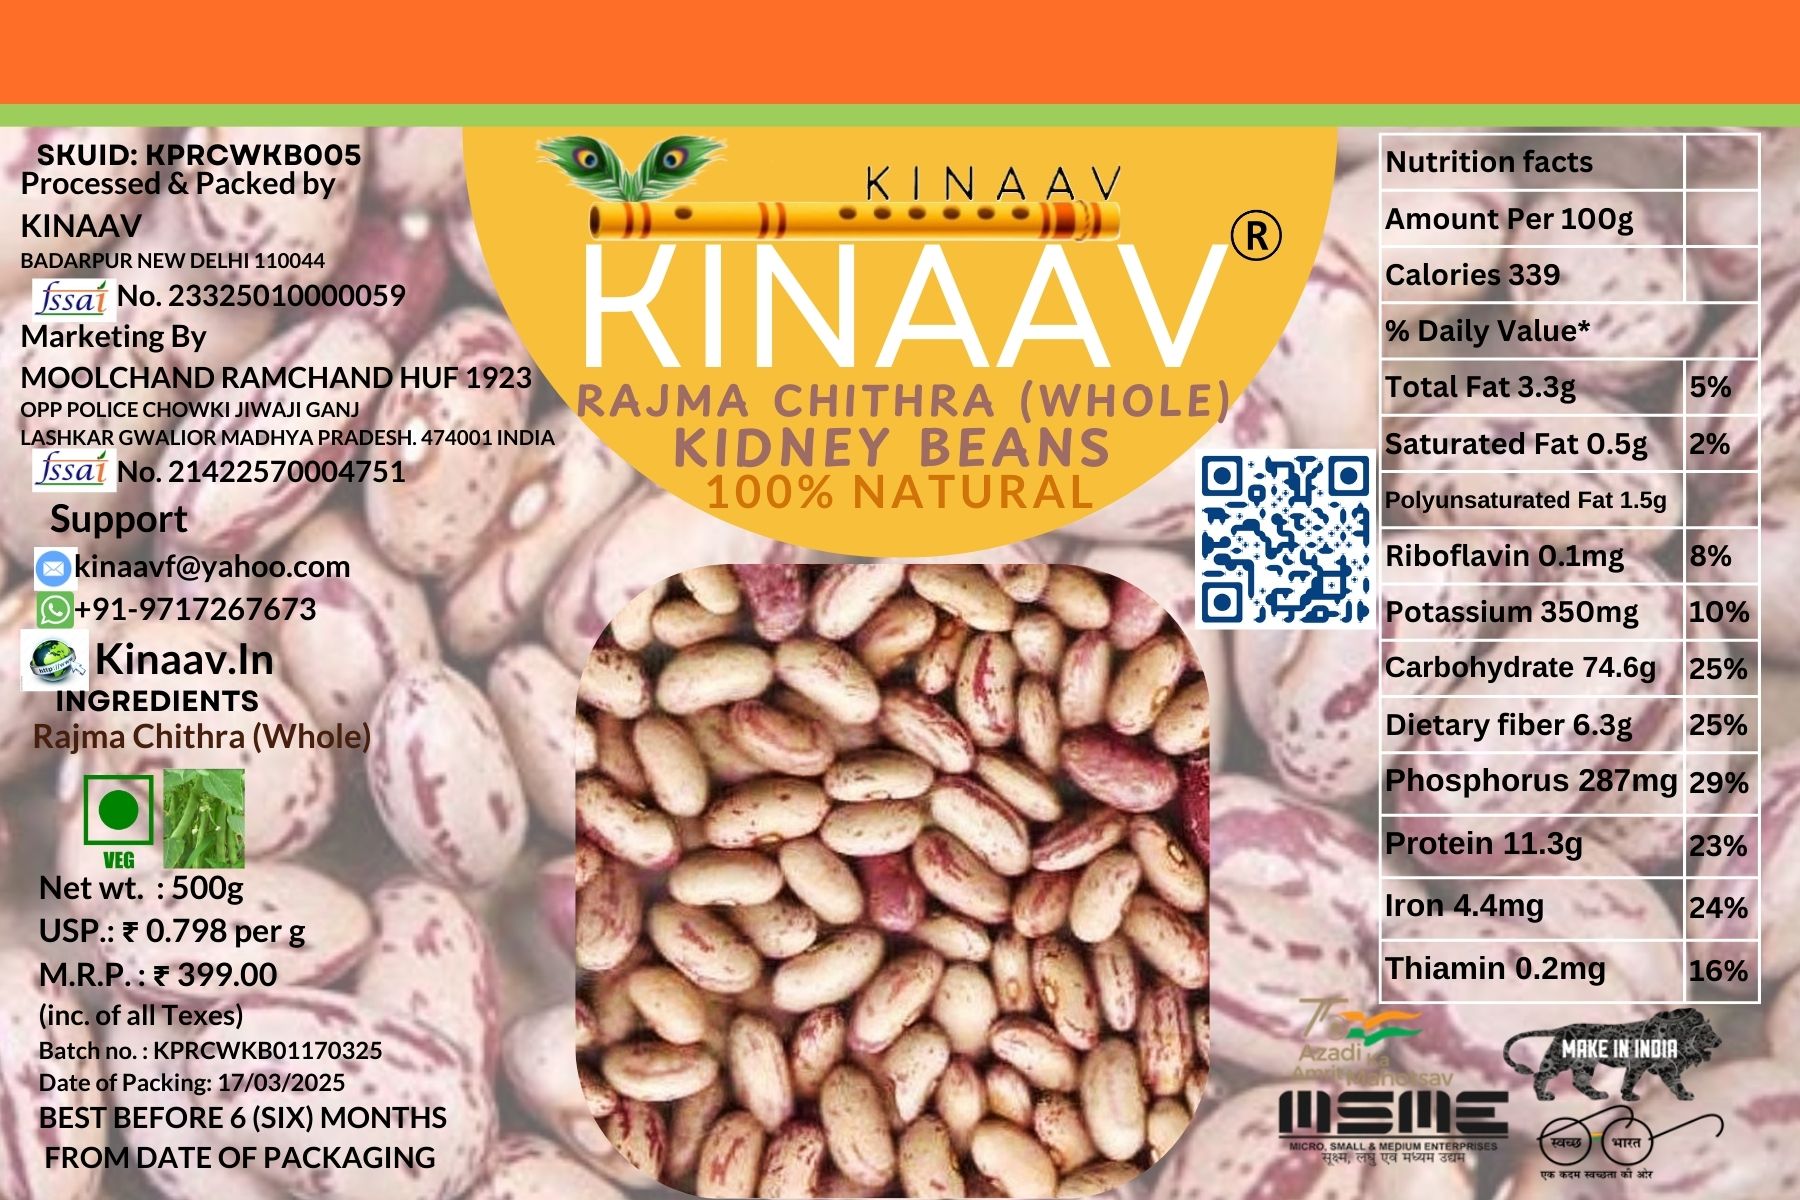 SKUID: KPRCWKB005
Processed & Packed by
KINAAV
BADARPUR NEW DELHI 110044
fssai No. 23325010000059
Marketing By
MOOLCHAND RAMCHAND HUF 1923
OPP POLICE CHOWKI JIWAJI GANJ
LASHKAR GWALIOR MADHYA PRADESH. 474001 INDIA
fssai No. 21422570004751
Support
kinaavf@yahoo.com
+91-9717267673
Kinaav.In
INGREDIENTS
Rajma Chithra (Whole)
VEG
Net wt. : 500g
USP.: ₹ 0.798 per g
M.R.P. : ₹ 399.00
(inc. of all Texes)
Batch no. : KPRCWKB01170325
Date of Packing: 17/03/2025
BEST BEFORE 6 (SIX) MONTHS
FROM DATE OF PACKAGING
KINAAV
KINAAV®
RAJMA CHITHRA (WHOLE)
KIDNEY BEANS
100% NATURAL
Nutrition facts
Amount Per 100g
Calories 339
% Daily Value*
Total Fat 3.3g 5%
Saturated Fat 0.5g 2%
Polyunsaturated Fat 1.5g
Riboflavin 0.1mg 8%
Potassium 350mg 10%
Carbohydrate 74.6g 25%
Dietary fiber 6.3g 25%
Phosphorus 287mg 29%
Protein 11.3g 23%
Iron 4.4mg 24%
Thiamin 0.2mg 16%
75
Azadi Ka
Amrit Mahotsav
MSME
MICRO, SMALL & MEDIUM ENTERPRISES
सूक्ष्म, लघु एवं मध्यम उद्यम
MAKE IN INDIA
स्वच्छ भारत
एक कदम स्वच्छता की ओर